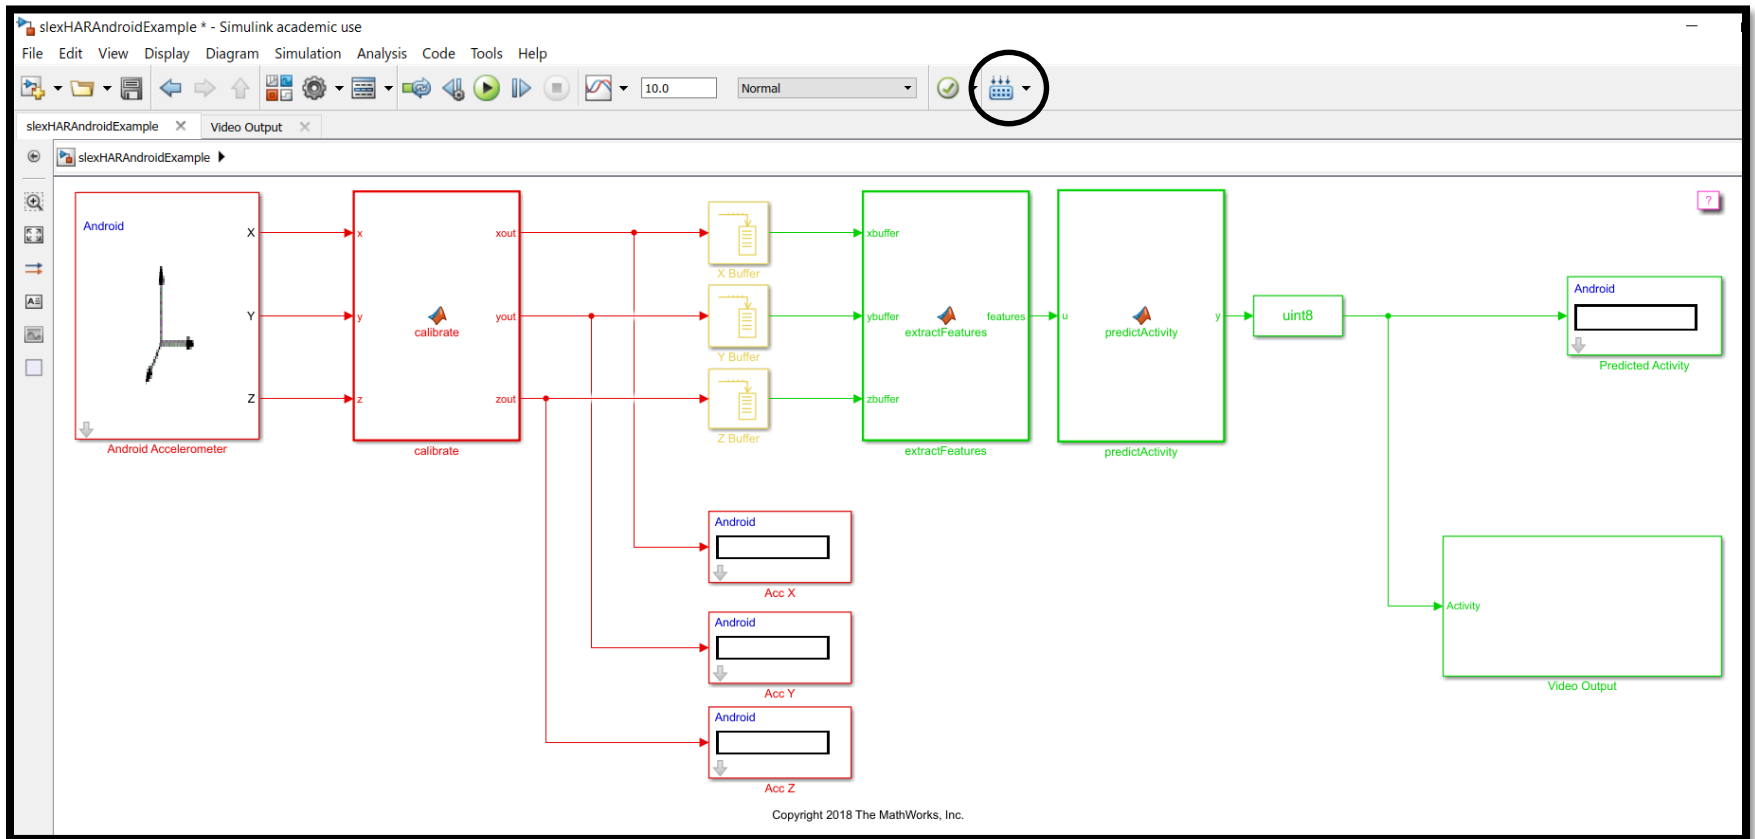 slexHARAndroidExample * - Simulink academic use
File Edit View Display Diagram Simulation Analysis Code Tools Help
10.0 Normal
slexHARAndroidExample Video Output
slexHARAndroidExample
Android
X
Y
Z
Android Accelerometer
x
y
z
calibrate
xout
yout
zout
calibrate
X Buffer
Y Buffer
Z Buffer
xbuffer
ybuffer
zbuffer
extractFeatures
features
extractFeatures
u
predictActivity
y
predictActivity
uint8
?
Android
Predicted Activity
Android
Acc X
Android
Acc Y
Android
Acc Z
Activity
Video Output
Copyright 2018 The MathWorks, Inc.